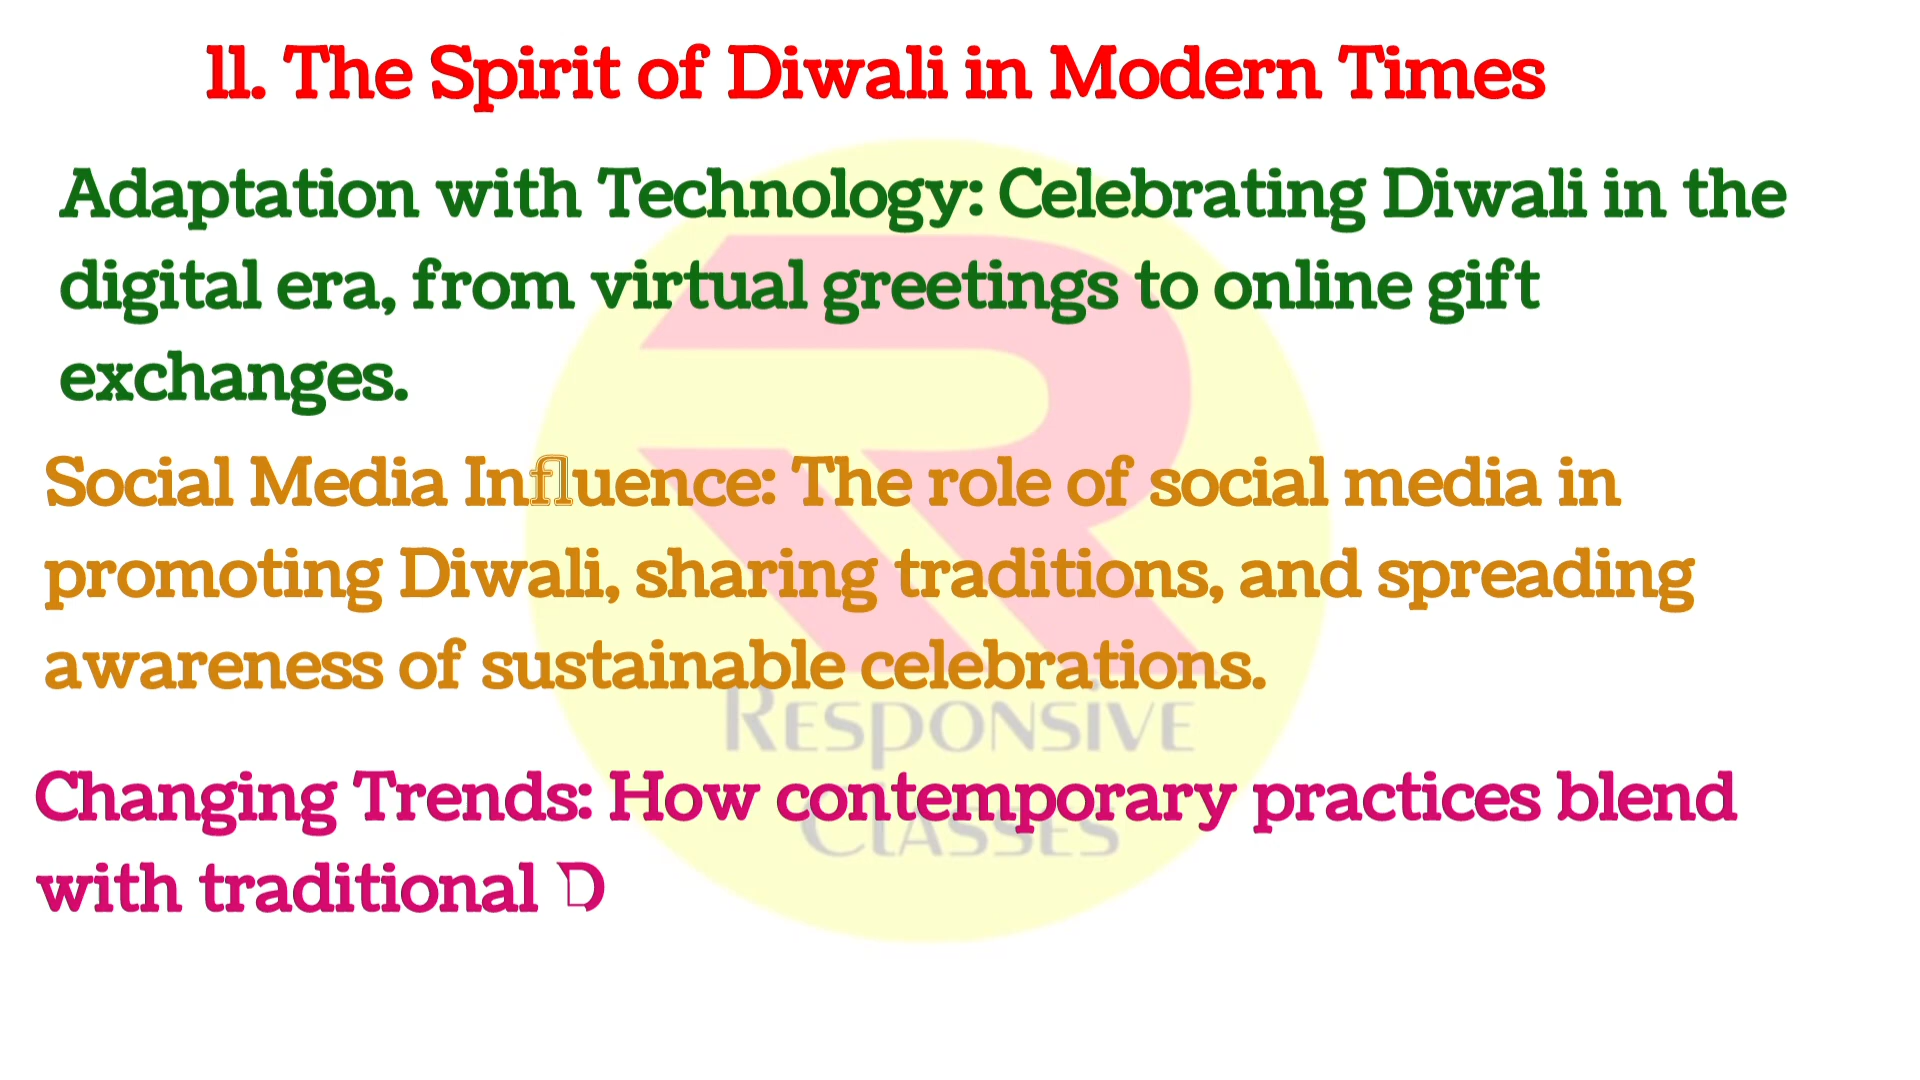 11. The Spirit of Diwali in Modern Times
Adaptation with Technology: Celebrating Diwali in the
digital era, from virtual greetings to online gift
exchanges.
Social Media Influence: The role of social media in
promoting Diwali, sharing traditions, and spreading
awareness of sustainable celebrations.
Responsive
Changing Trends: How contemporary practices blend
Classes
with traditional D